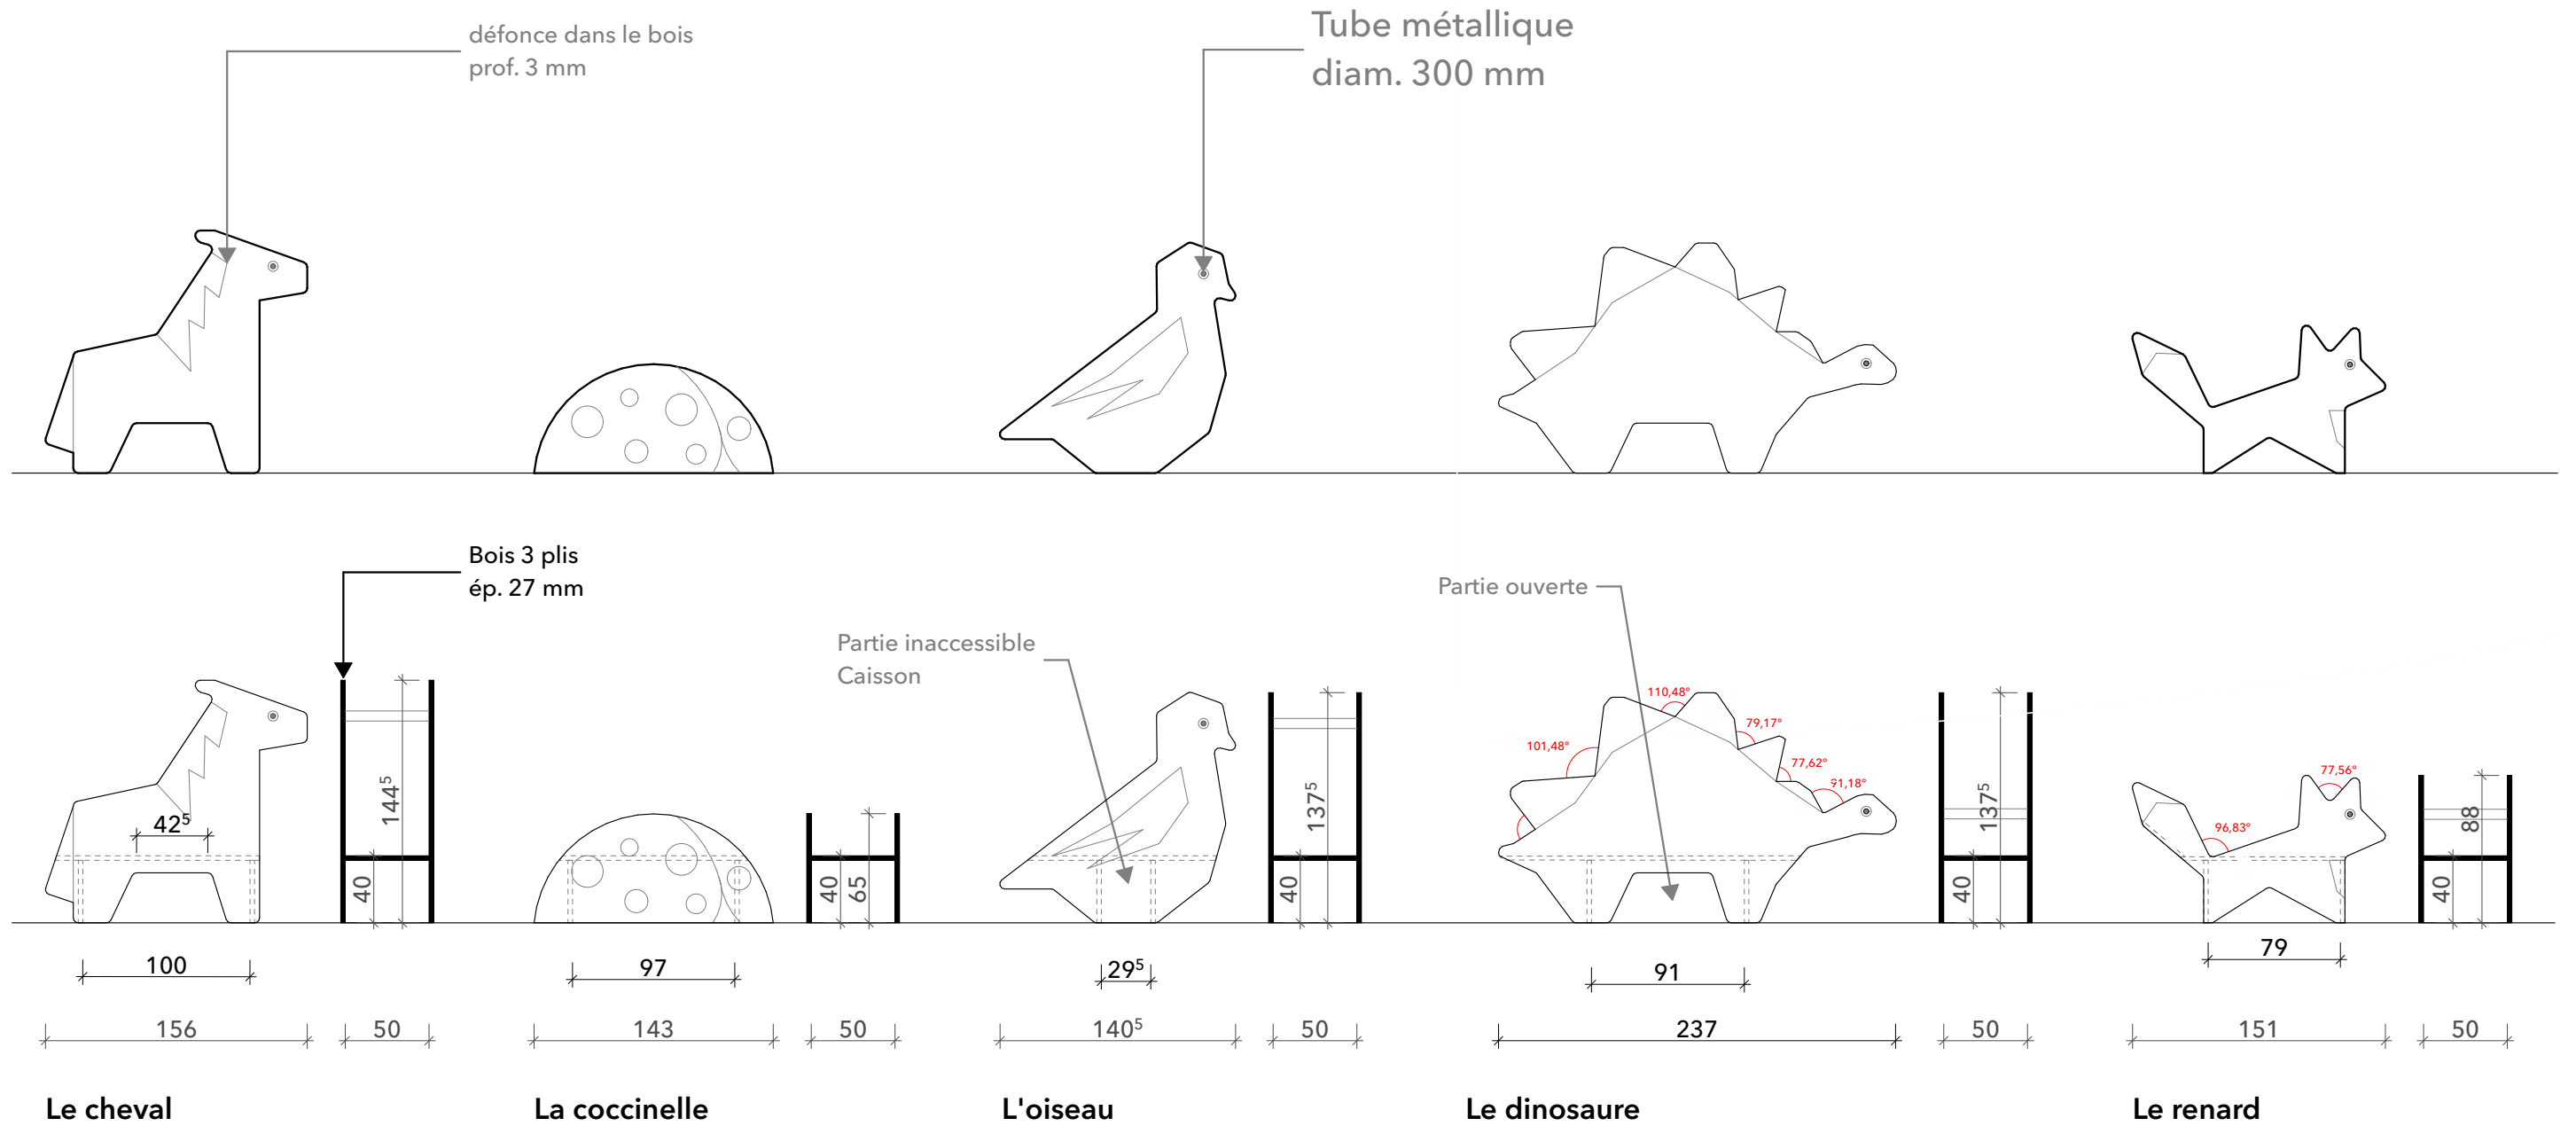 défonce dans le bois
prof. 3 mm
Tube métallique
diam. 300 mm
Bois 3 plis
ép. 27 mm
Partie inaccessible
Caisson
Partie ouverte
42⁵
40
144⁵
40
65
40
137⁵
101,48°
110,48°
79,17°
77,62°
91,18°
40
137⁵
96,83°
77,56°
40
88
100
97
29⁵
91
79
156
50
143
50
140⁵
50
237
50
151
50
Le cheval
La coccinelle
L'oiseau
Le dinosaure
Le renard